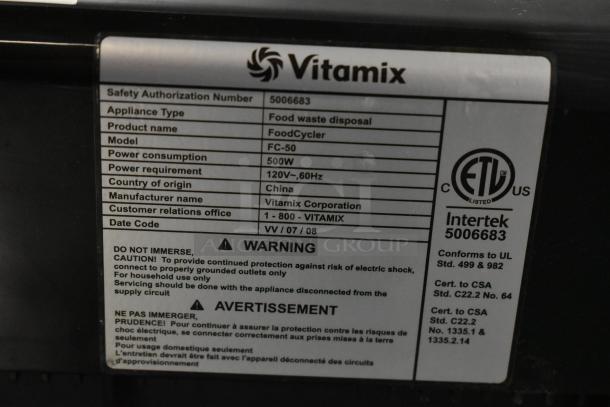 Vitamix
Safety Authorization Number 5006683
Appliance Type Food waste disposal
Product name FoodCycler
Model FC-50
Power consumption 500W
Power requirement 120V~,60Hz
Country of origin China
Manufacturer name Vitamix Corporation
Customer relations office 1 - 800 - VITAMIX
Date Code VV / 07 / 08
WARNING
DO NOT IMMERSE,
CAUTION! To provide continued protection against risk of electric shock,
connect to properly grounded outlets only
For household use only
Servicing should be done with the appliance disconnected from the
supply circuit
AVERTISSEMENT
NE PAS IMMERGER,
PRUDENCE! Pour continuer à assurer la protection contre les risques de
choc électrique, se connecter correctement aux prises mises à la terre
seulement
Pour usage domestique seulement
L'entretien devrait être fait avec l'appareil déconnecté des circuits
d'approvisionnement
C ETL US
LISTED
Intertek
5006683
Conforms to UL
Std. 499 & 982
Cert. to CSA
Std. C22.2 No. 64
Cert. to CSA
Std. C22.2
No. 1335.1 &
1335.2.14